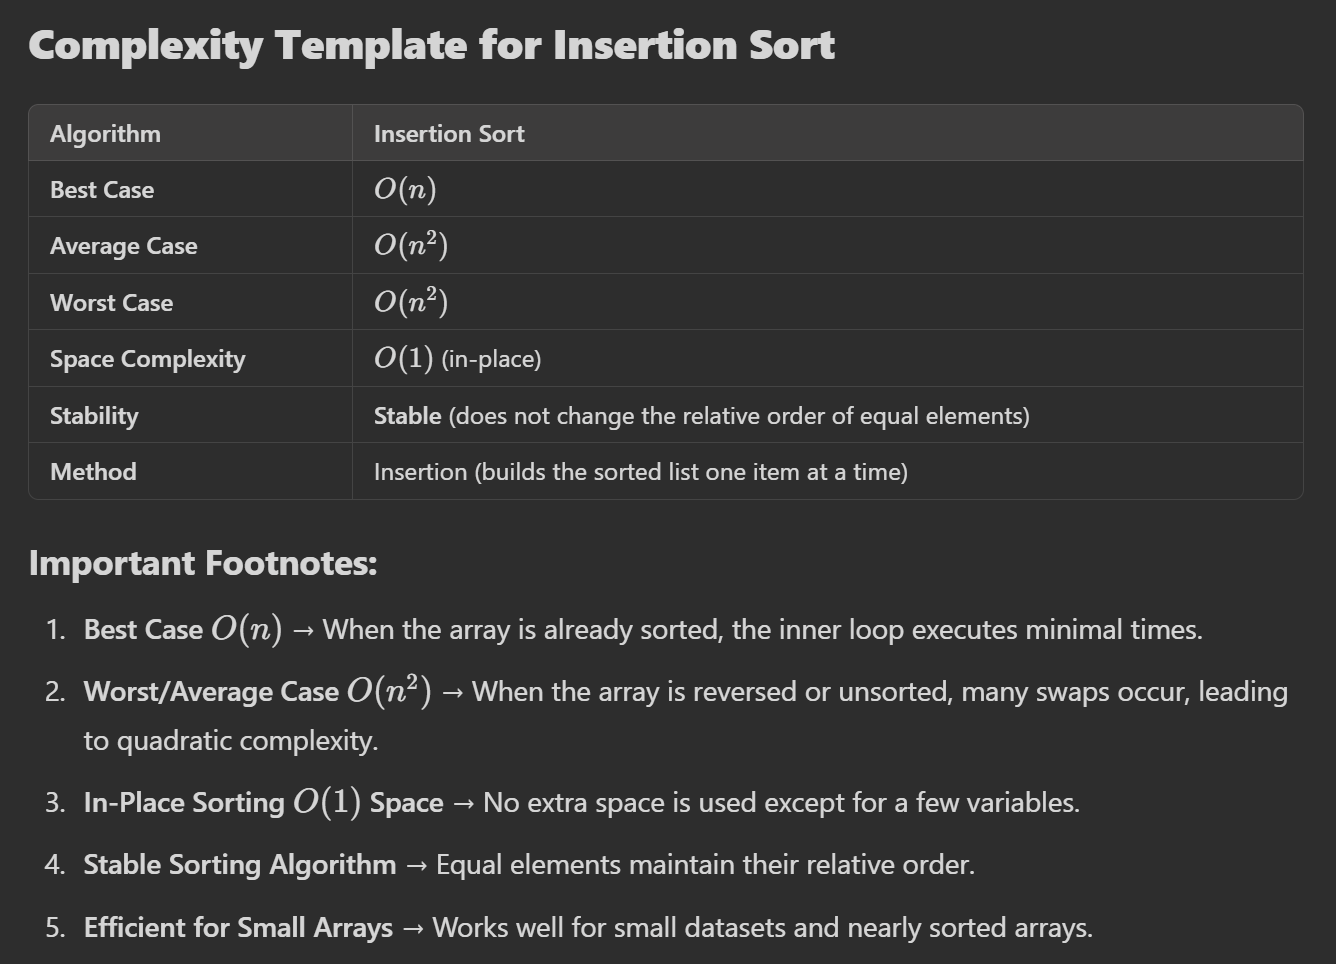 Complexity Template for Insertion Sort
Algorithm Insertion Sort
Best Case O(n)
Average Case O(n²)
Worst Case O(n²)
Space Complexity O(1) (in-place)
Stability Stable (does not change the relative order of equal elements)
Method Insertion (builds the sorted list one item at a time)
Important Footnotes:
1. Best Case O(n) → When the array is already sorted, the inner loop executes minimal times.
2. Worst/Average Case O(n²) → When the array is reversed or unsorted, many swaps occur, leading
to quadratic complexity.
3. In-Place Sorting O(1) Space → No extra space is used except for a few variables.
4. Stable Sorting Algorithm → Equal elements maintain their relative order.
5. Efficient for Small Arrays → Works well for small datasets and nearly sorted arrays.